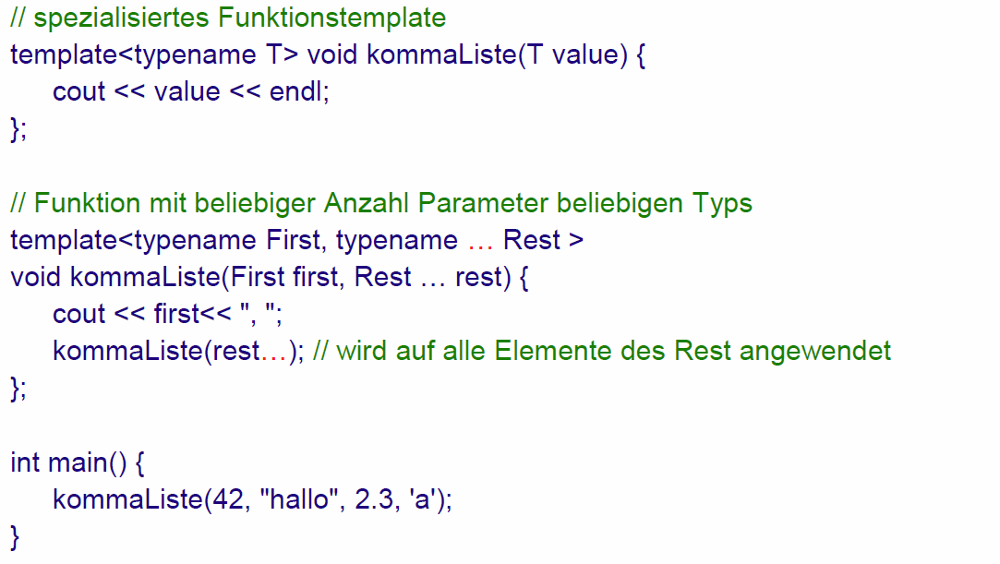 // spezialisiertes Funktionstemplate
template<typename T> void kommaListe(T value) {
cout << value << endl;
};
// Funktion mit beliebiger Anzahl Parameter beliebigen Typs
template<typename First, typename … Rest >
void kommaListe(First first, Rest … rest) {
cout << first<< ", ";
kommaListe(rest…); // wird auf alle Elemente des Rest angewendet
};
int main() {
kommaListe(42, "hallo", 2.3, 'a');
}